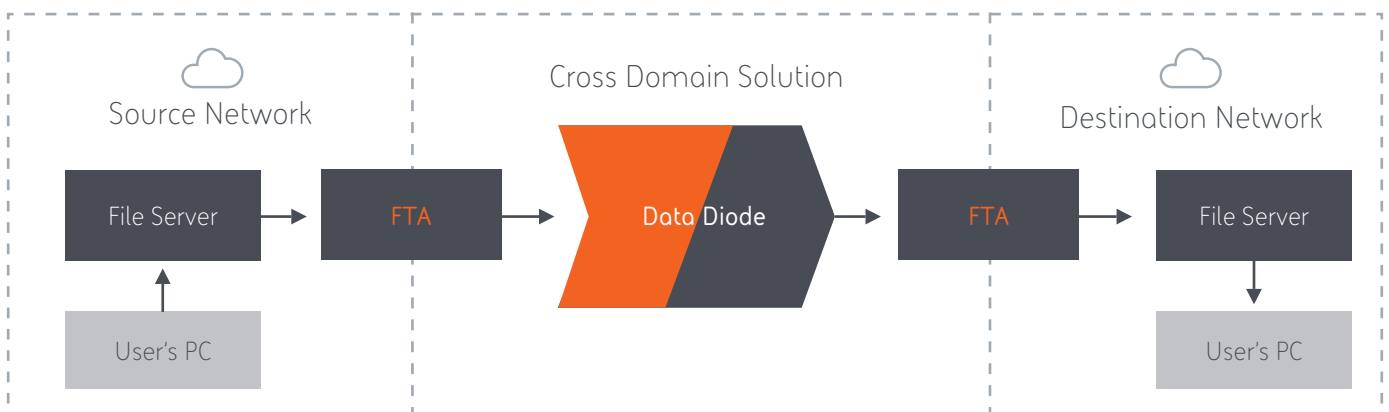 Cross Domain Solution
Source Network
Destination Network
File Server
FTA
Data Diode
FTA
File Server
User's PC
User's PC